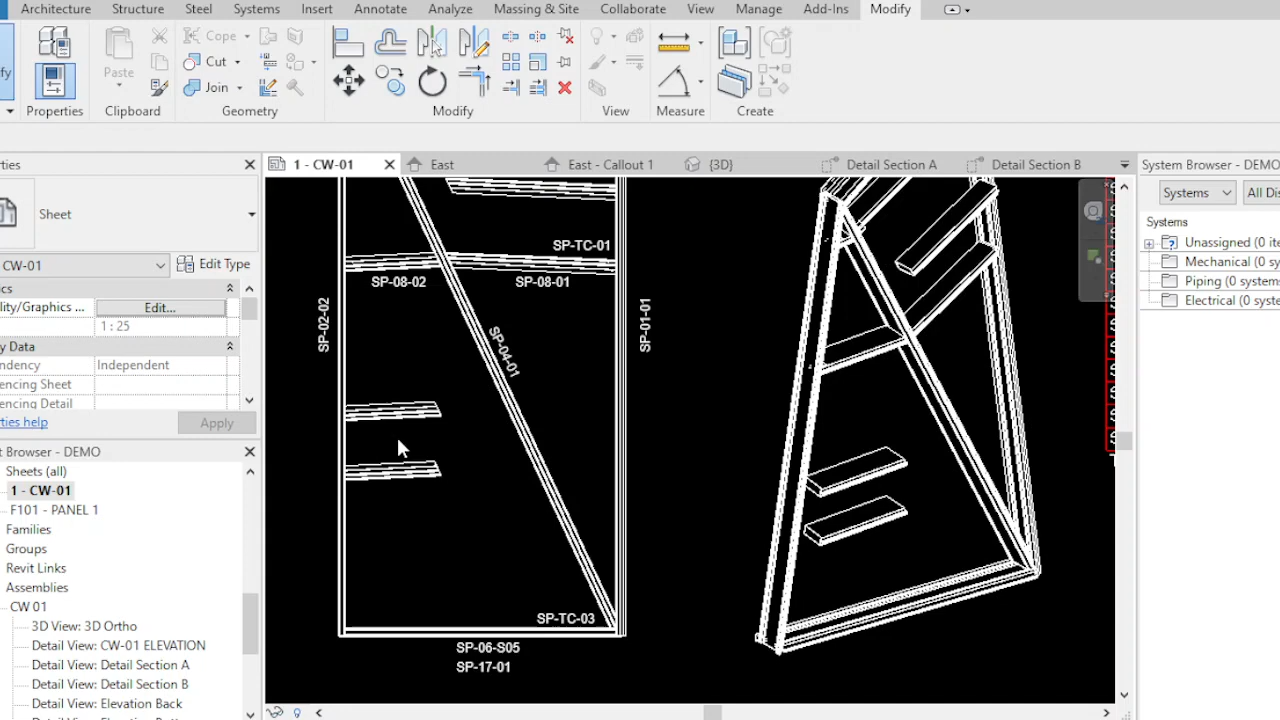 Architecture Structure Steel Systems Insert Annotate Analyze Massing & Site Collaborate View Manage Add-Ins Modify
Cope
Cut
Paste
Join
Properties Clipboard Geometry Modify View Measure Create
1 - CW-01 East East - Callout 1 {3D} Detail Section A Detail Section B System Browser - DEMO
Sheet
Systems
CW-01 Edit Type
Edit...
1 : 25
Independent
Apply
Systems
Unassigned (0
Mechanical
Piping (0
Electrical (0
SP-TC-01
SP-08-02 SP-08-01
SP-02-02
SP-01-01
SP-04-01
SP-TC-03
SP-06-S05
SP-17-01
Browser - DEMO
Sheets (all)
1 - CW-01
F101 - PANEL 1
Families
Groups
Revit Links
Assemblies
CW 01
3D View: 3D Ortho
Detail View: CW-01 ELEVATION
Detail View: Detail Section A
Detail View: Detail Section B
Detail View: Elevation Back